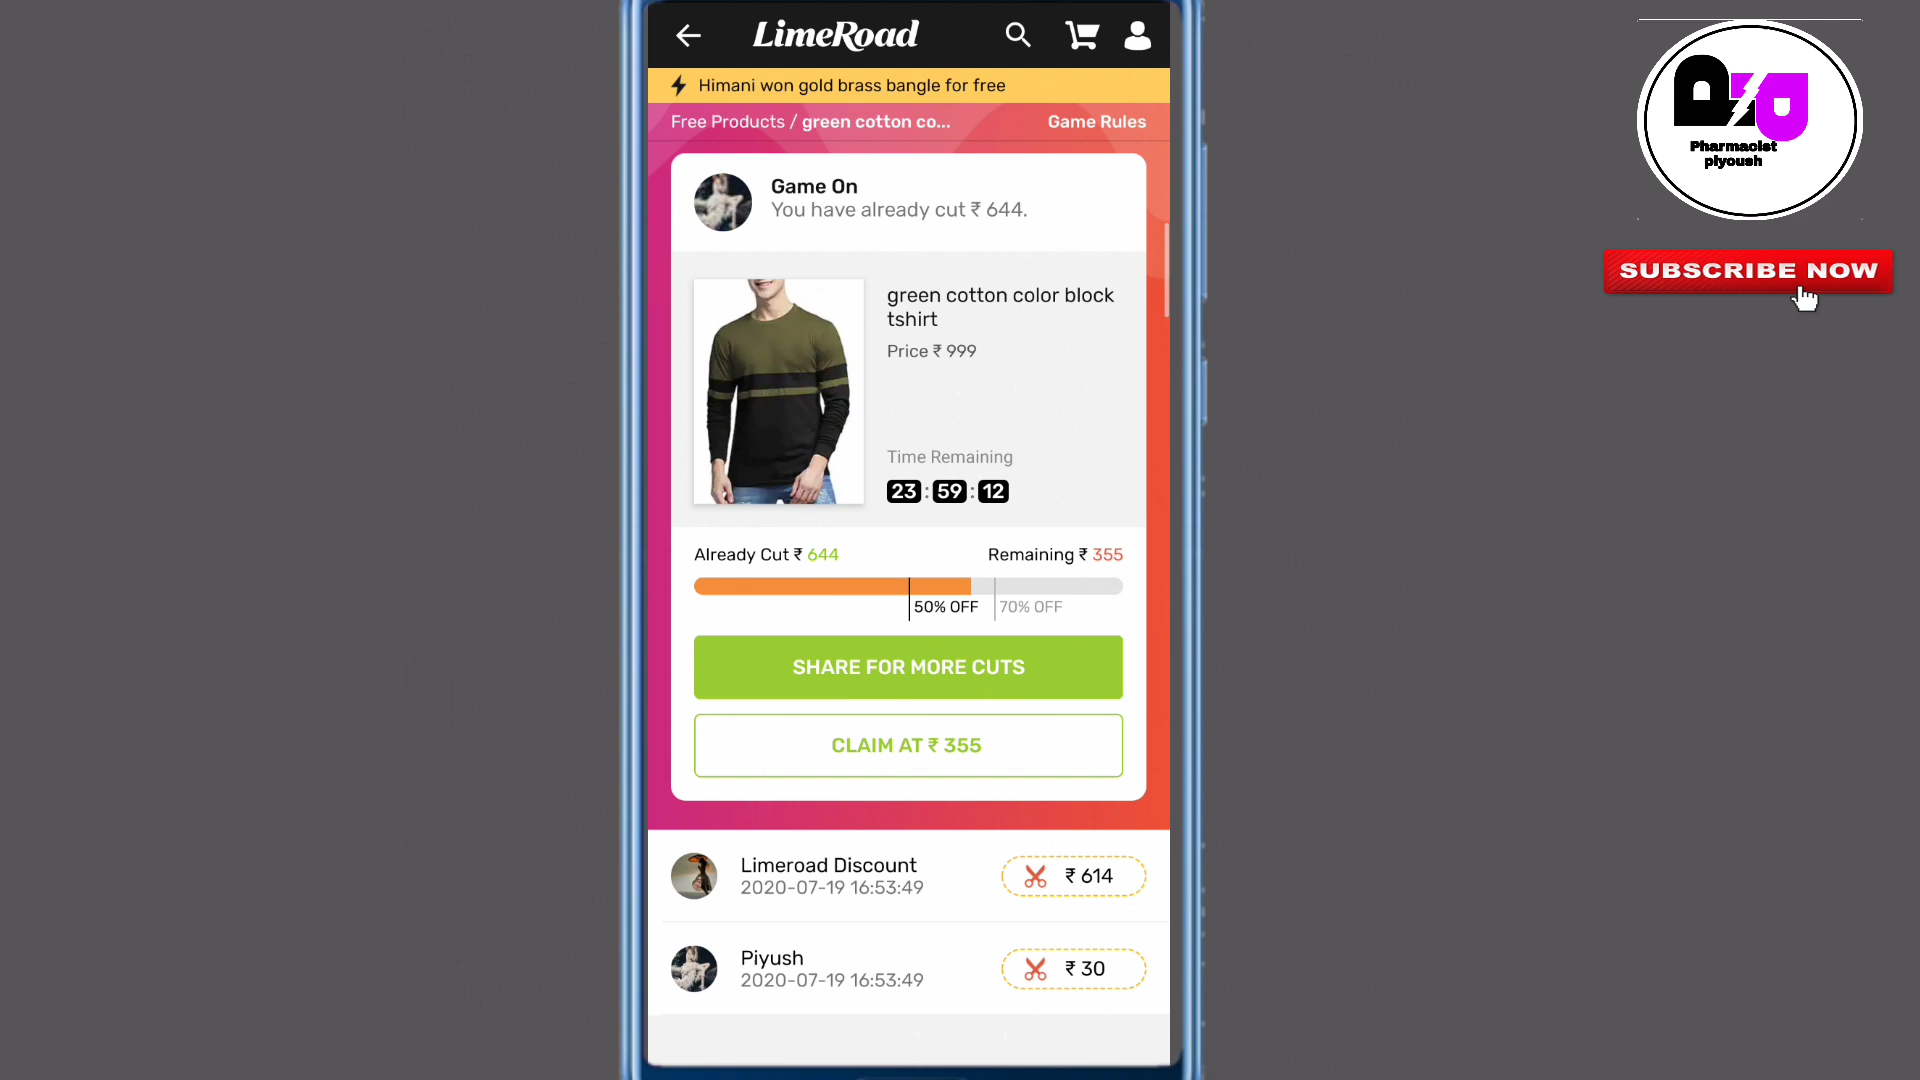 LimeRoad
Himani won gold brass bangle for free
Free Products / green cotton co...
Game Rules
Game On
You have already cut ₹ 644.
green cotton color block
tshirt
Price ₹ 999
Time Remaining
23 : 59 : 12
Already Cut ₹ 644
Remaining ₹ 355
50% OFF
70% OFF
SHARE FOR MORE CUTS
CLAIM AT ₹ 355
Limeroad Discount
2020-07-19 16:53:49
₹ 614
Piyush
2020-07-19 16:53:49
₹ 30
Pharmacist
piyoush
SUBSCRIBE NOW